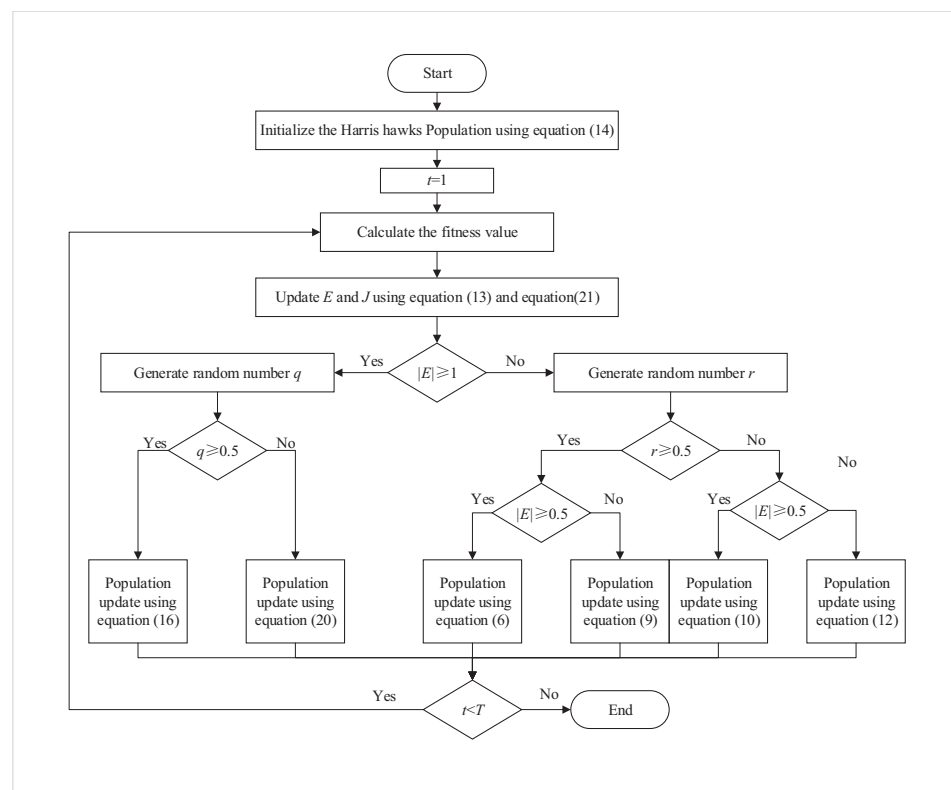 Start
Initialize the Harris hawks Population using equation (14)
t=1
Calculate the fitness value
Update E and J using equation (13) and equation(21)
Yes
|E|≥1
No
Generate random number q
Generate random number r
Yes
q≥0.5
No
Yes
r≥0.5
No
No
Yes
|E|≥0.5
No
Yes
|E|≥0.5
Population
update using
equation (16)
Population
update using
equation (20)
Population
update using
equation (6)
Population
update using
equation (9)
Population
update using
equation (10)
Population
update using
equation (12)
Yes
t<T
No
End